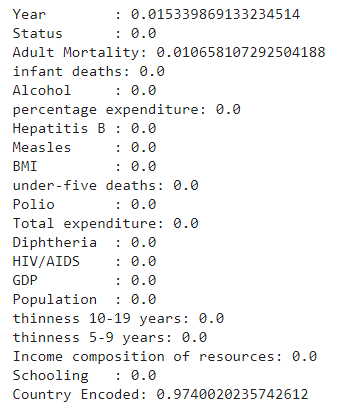 Year        : 0.015339869133234514
Status      : 0.0
Adult Mortality: 0.010658107292504188
infant deaths: 0.0
Alcohol     : 0.0
percentage expenditure: 0.0
Hepatitis B : 0.0
Measles     : 0.0
BMI         : 0.0
under-five deaths: 0.0
Polio       : 0.0
Total expenditure: 0.0
Diphtheria  : 0.0
HIV/AIDS    : 0.0
GDP         : 0.0
Population  : 0.0
thinness 10-19 years: 0.0
thinness 5-9 years: 0.0
Income composition of resources: 0.0
Schooling   : 0.0
Country Encoded: 0.9740020235742612